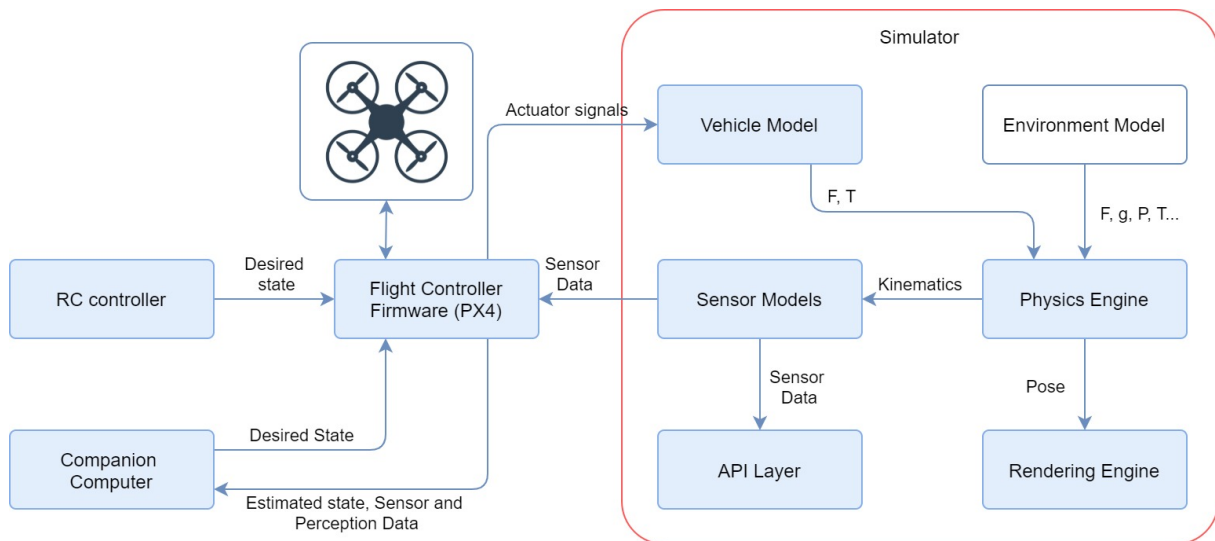 Simulator
Actuator signals
Vehicle Model
Environment Model
F, T
F, g, P, T...
RC controller
Desired
state
Flight Controller
Firmware (PX4)
Sensor
Data
Sensor Models
Kinematics
Physics Engine
Sensor
Data
Pose
Companion
Computer
Desired State
Estimated state, Sensor and
Perception Data
API Layer
Rendering Engine